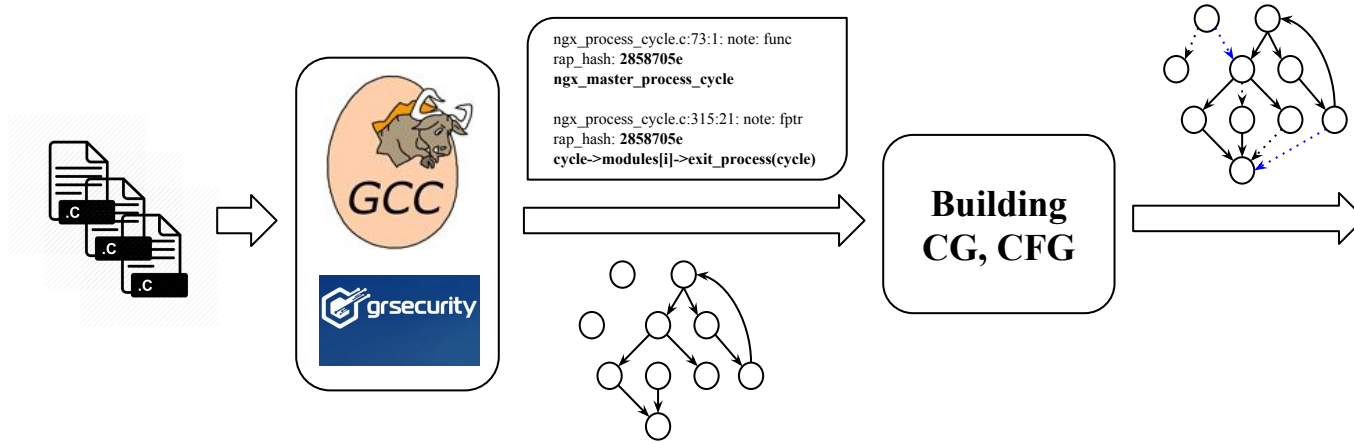 .C
.C
.C
GCC
grsecurity
ngx_process_cycle.c:73:1: note: func
rap_hash: 2858705e
ngx_master_process_cycle
ngx_process_cycle.c:315:21: note: fptr
rap_hash: 2858705e
cycle->modules[i]->exit_process(cycle)
Building
CG, CFG